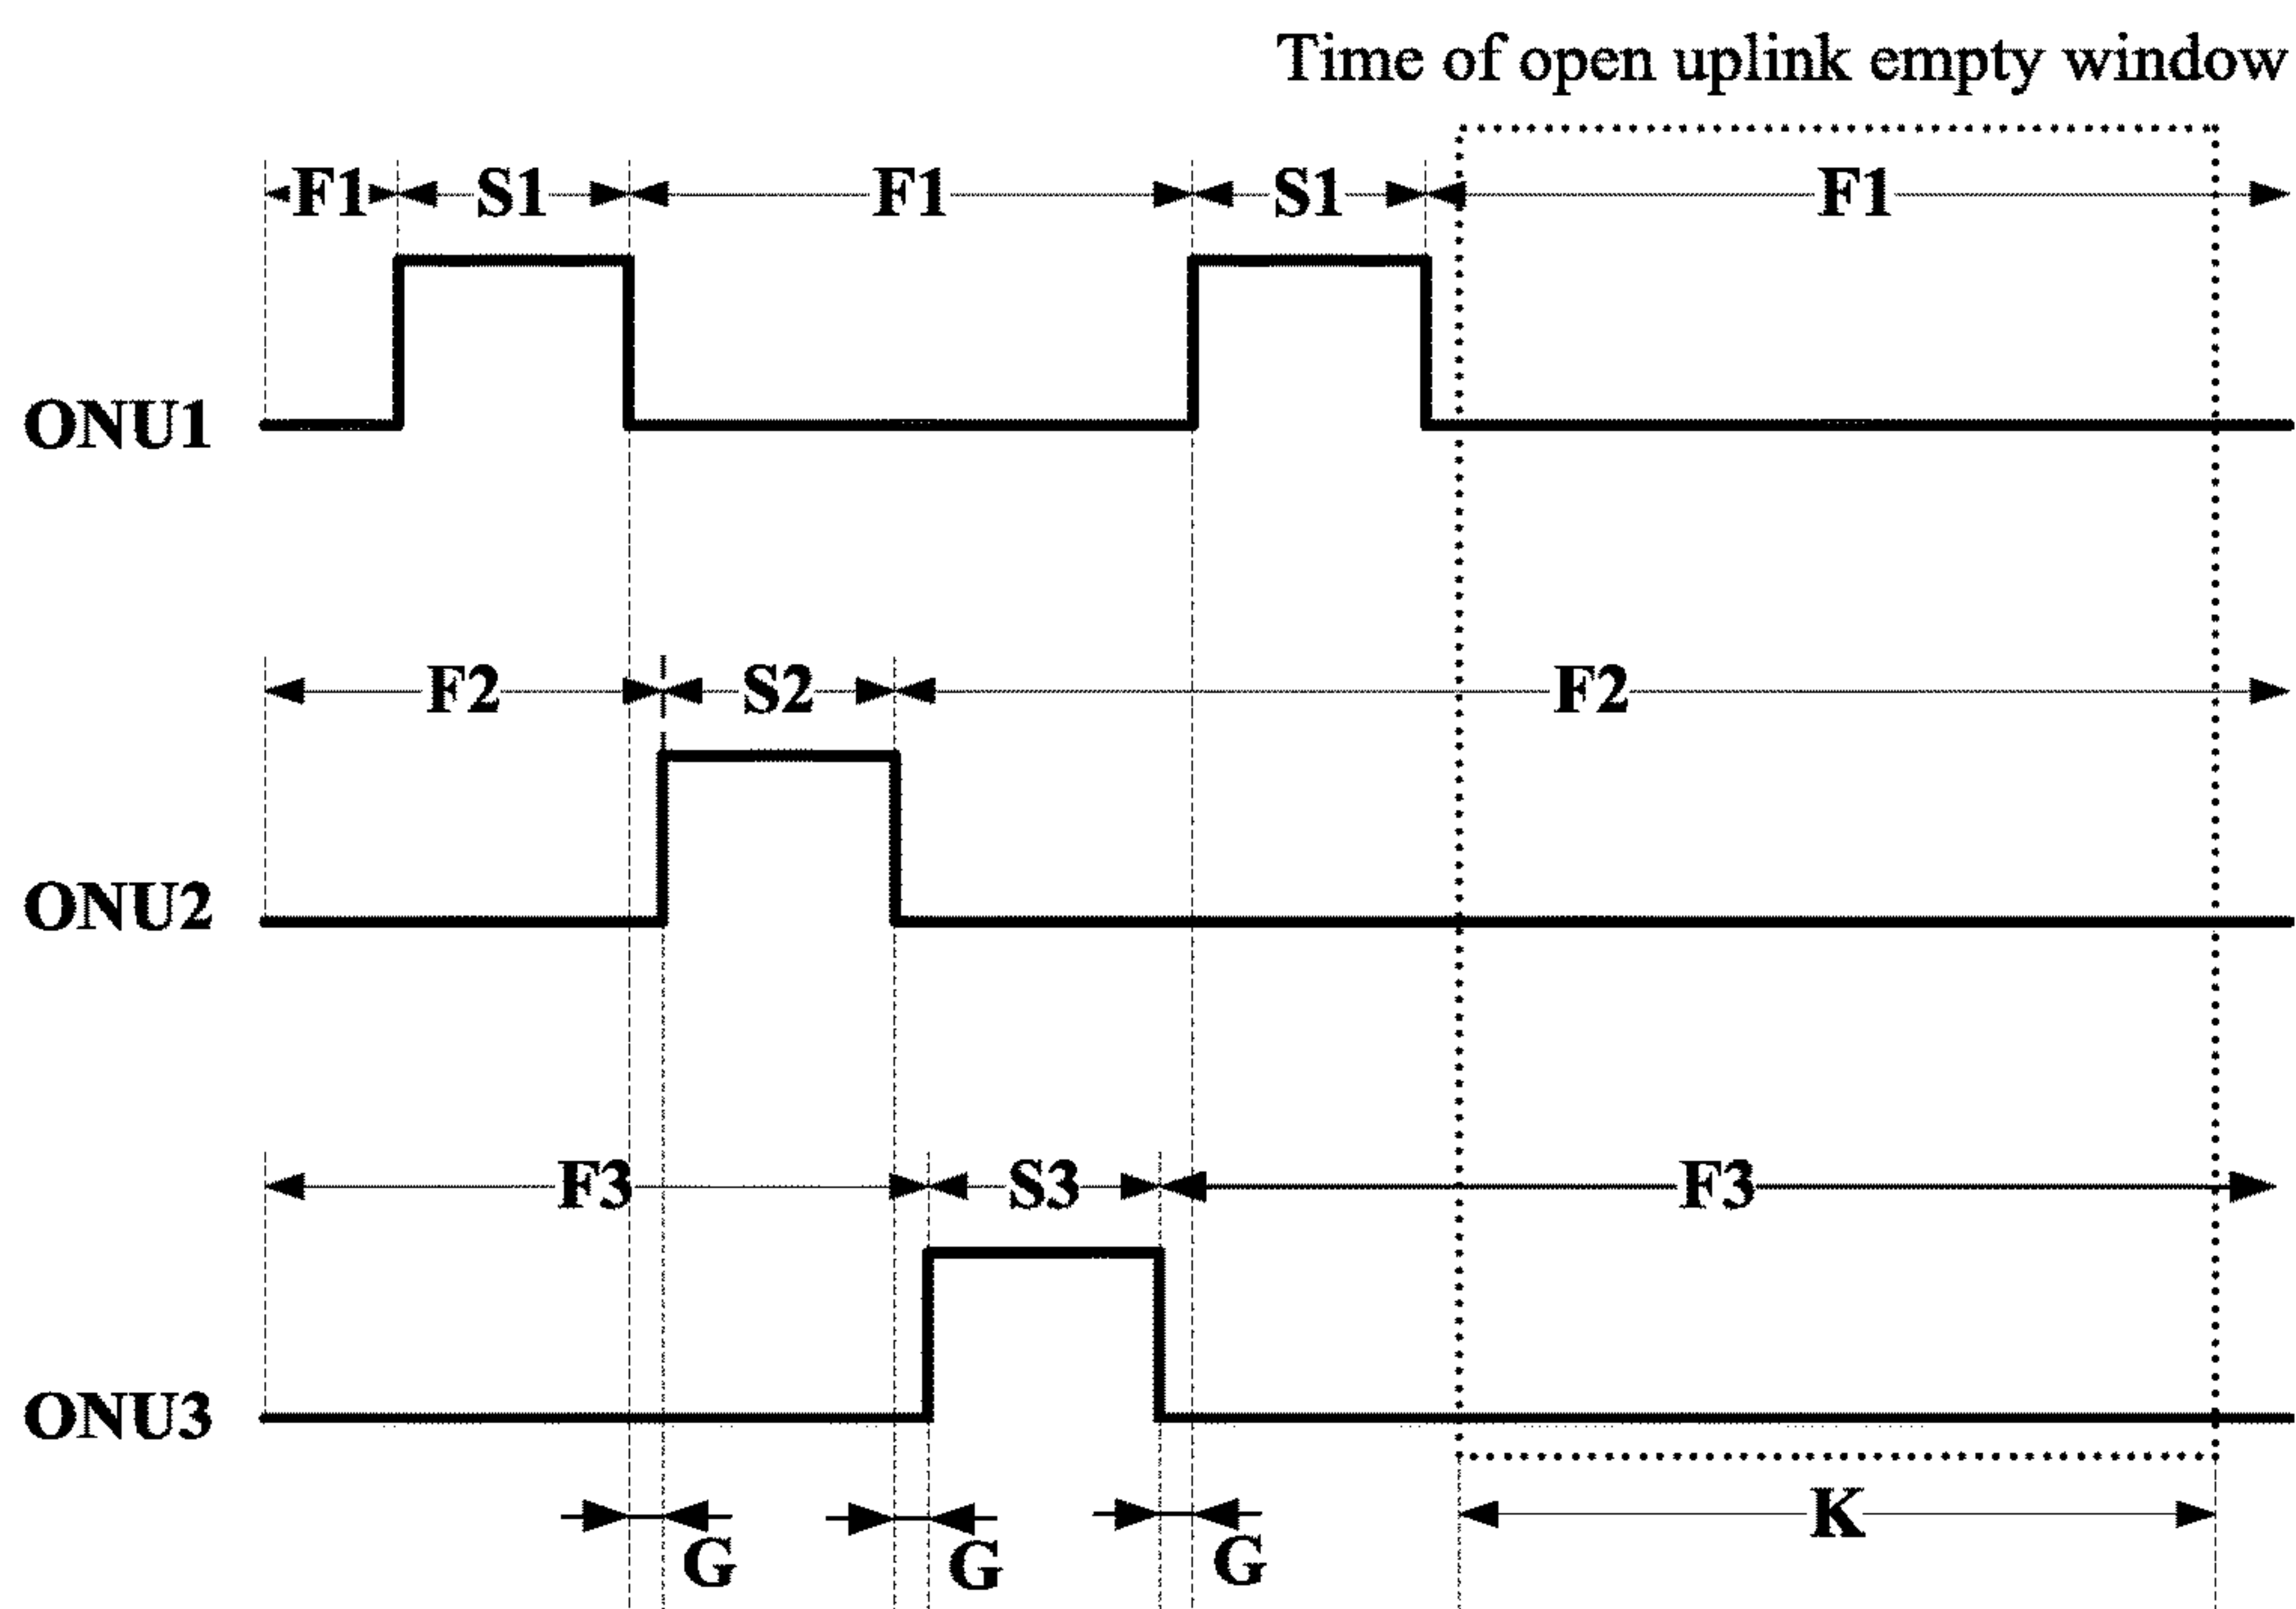 Time of open uplink empty window
F1 S1 F1 S1 F1
ONU1
F2 S2 F2
ONU2
F3 S3 F3
ONU3
G G G K